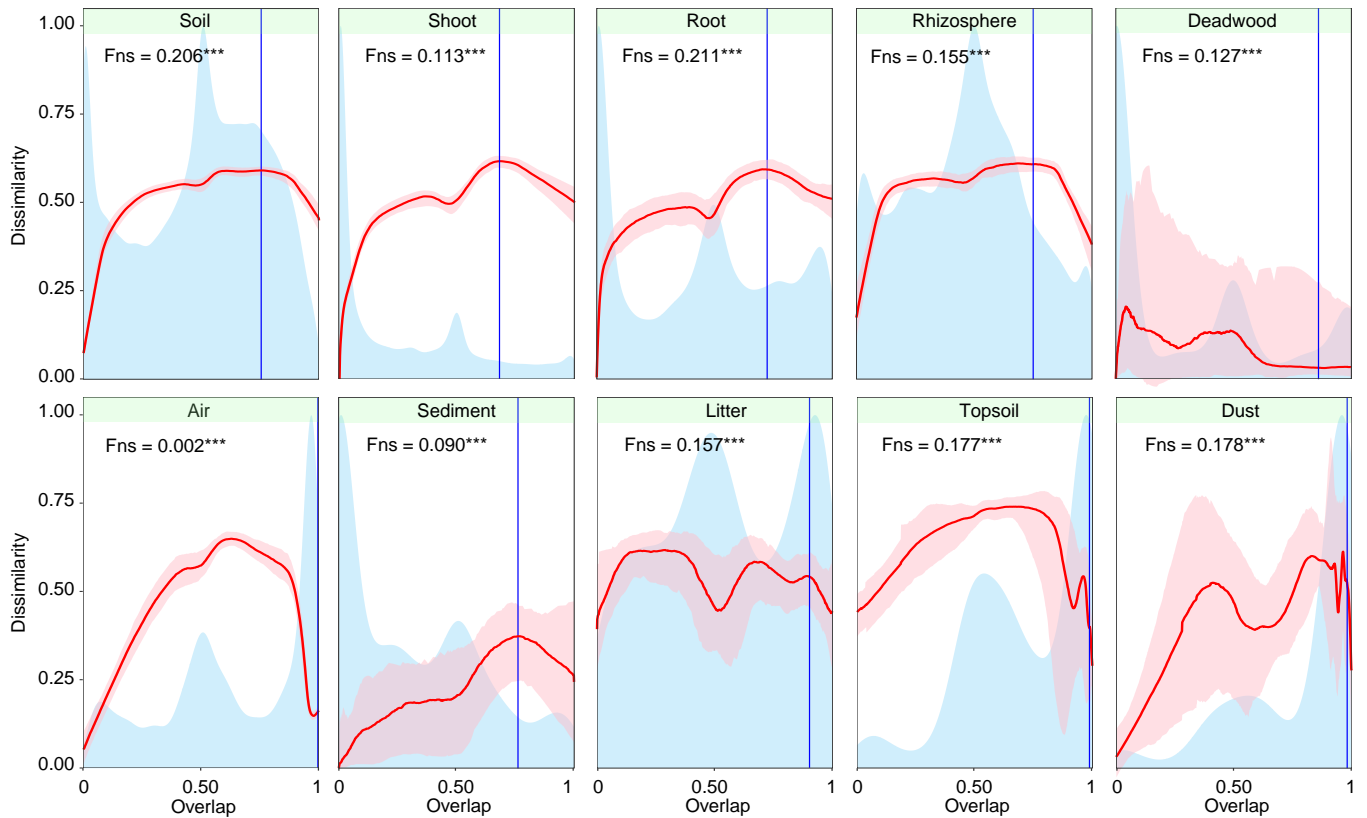 Soil Shoot Root Rhizosphere Deadwood
1.00
Fns = 0.206*** Fns = 0.113*** Fns = 0.211*** Fns = 0.155*** Fns = 0.127***
0.75
Dissimilarity
0.50
0.25
0.00
Air Sediment Litter Topsoil Dust
1.00
Fns = 0.002*** Fns = 0.090*** Fns = 0.157*** Fns = 0.177*** Fns = 0.178***
0.75
Dissimilarity
0.50
0.25
0.00
0 0.50 1 0 0.50 1 0 0.50 1 0 0.50 1 0 0.50 1
Overlap Overlap Overlap Overlap Overlap